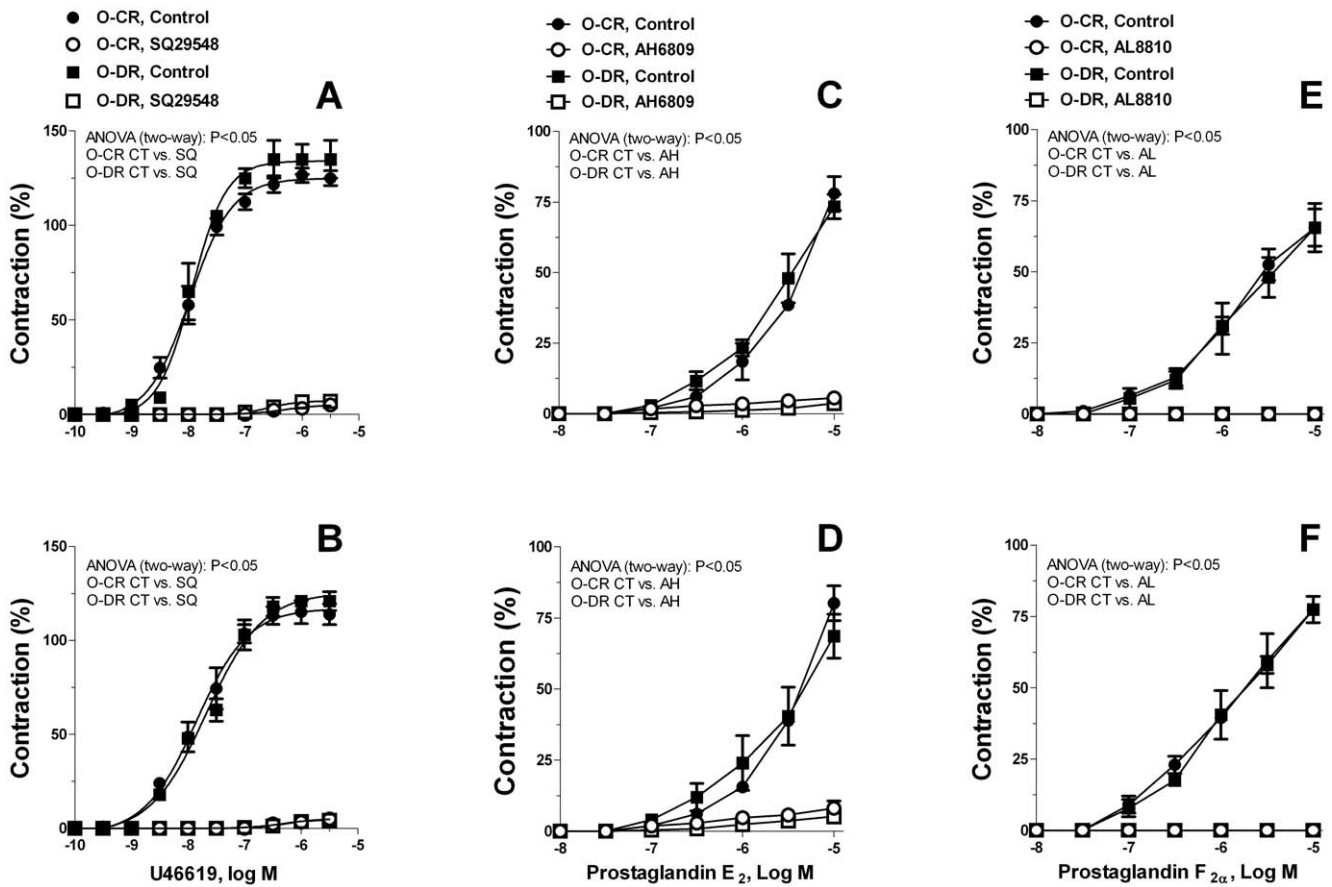 O-CR, Control
O-CR, SQ29548
O-DR, Control
O-DR, SQ29548
A
ANOVA (two-way): P<0.05
O-CR CT vs. SQ
O-DR CT vs. SQ
Contraction (%)
150
100
50
0
-10
-9
-8
-7
-6
-5
O-CR, Control
O-CR, AH6809
O-DR, Control
O-DR, AH6809
C
ANOVA (two-way): P<0.05
O-CR CT vs. AH
O-DR CT vs. AH
Contraction (%)
100
75
50
25
0
-8
-7
-6
-5
O-CR, Control
O-CR, AL8810
O-DR, Control
O-DR, AL8810
E
ANOVA (two-way): P<0.05
O-CR CT vs. AL
O-DR CT vs. AL
Contraction (%)
100
75
50
25
0
-8
-7
-6
-5
B
ANOVA (two-way): P<0.05
O-CR CT vs. SQ
O-DR CT vs. SQ
Contraction (%)
150
100
50
0
-10
-9
-8
-7
-6
-5
U46619, log M
D
ANOVA (two-way): P<0.05
O-CR CT vs. AH
O-DR CT vs. AH
Contraction (%)
100
75
50
25
0
-8
-7
-6
-5
Prostaglandin E₂, Log M
F
ANOVA (two-way): P<0.05
O-CR CT vs. AL
O-DR CT vs. AL
Contraction (%)
100
75
50
25
0
-8
-7
-6
-5
Prostaglandin F₂α, Log M